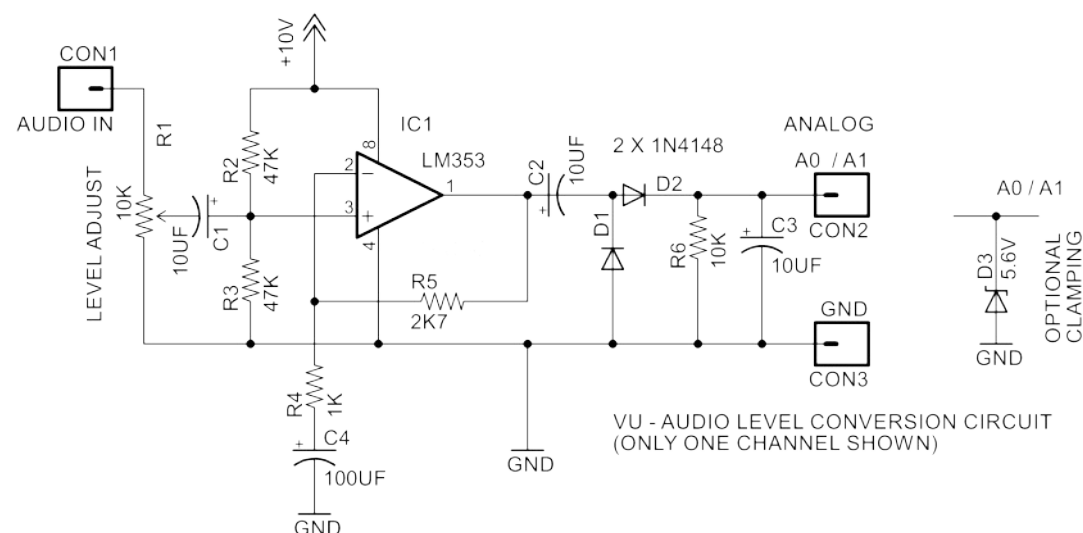 CON1
AUDIO IN
+10V
R1
LEVEL ADJUST
10K
10UF
+
C1
R2
47K
R3
47K
IC1
LM353
8
2
-
3
+
4
1
R5
2K7
R4
1K
+
C4
100UF
GND
C2
10UF
+
2 X 1N4148
D2
D1
GND
R6
10K
+
C3
10UF
ANALOG
A0 / A1
CON2
GND
CON3
A0 / A1
D3
5.6V
GND
OPTIONAL
CLAMPING
VU - AUDIO LEVEL CONVERSION CIRCUIT
(ONLY ONE CHANNEL SHOWN)